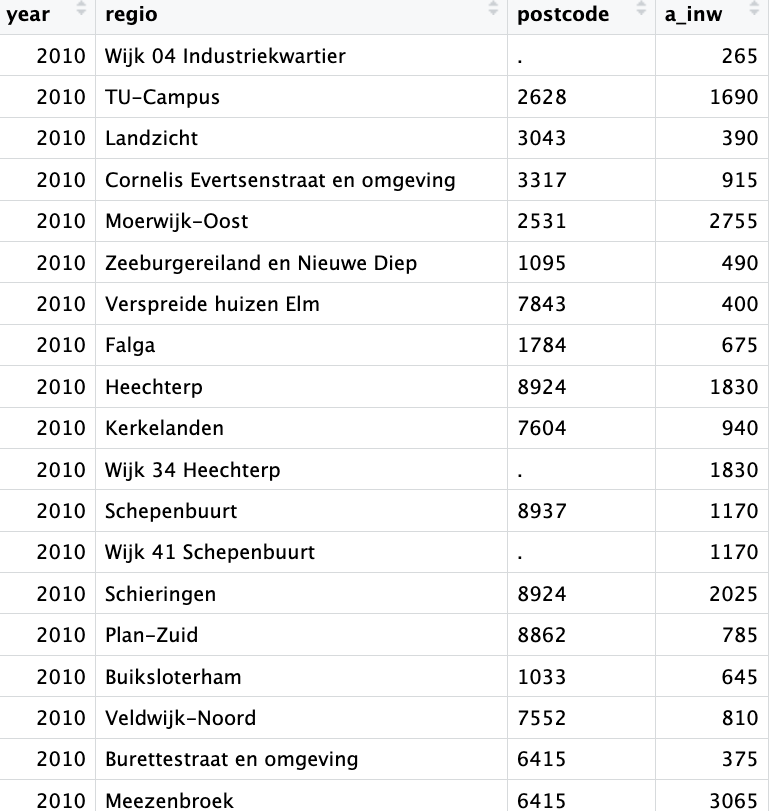 year regio postcode a_inw
2010 Wijk 04 Industriekwartier . 265
2010 TU-Campus 2628 1690
2010 Landzicht 3043 390
2010 Cornelis Evertsenstraat en omgeving 3317 915
2010 Moerwijk-Oost 2531 2755
2010 Zeeburgereiland en Nieuwe Diep 1095 490
2010 Verspreide huizen Elm 7843 400
2010 Falga 1784 675
2010 Heechterp 8924 1830
2010 Kerkelanden 7604 940
2010 Wijk 34 Heechterp . 1830
2010 Schepenbuurt 8937 1170
2010 Wijk 41 Schepenbuurt . 1170
2010 Schieringen 8924 2025
2010 Plan-Zuid 8862 785
2010 Buiksloterham 1033 645
2010 Veldwijk-Noord 7552 810
2010 Burettestraat en omgeving 6415 375
2010 Meezenbroek 6415 3065